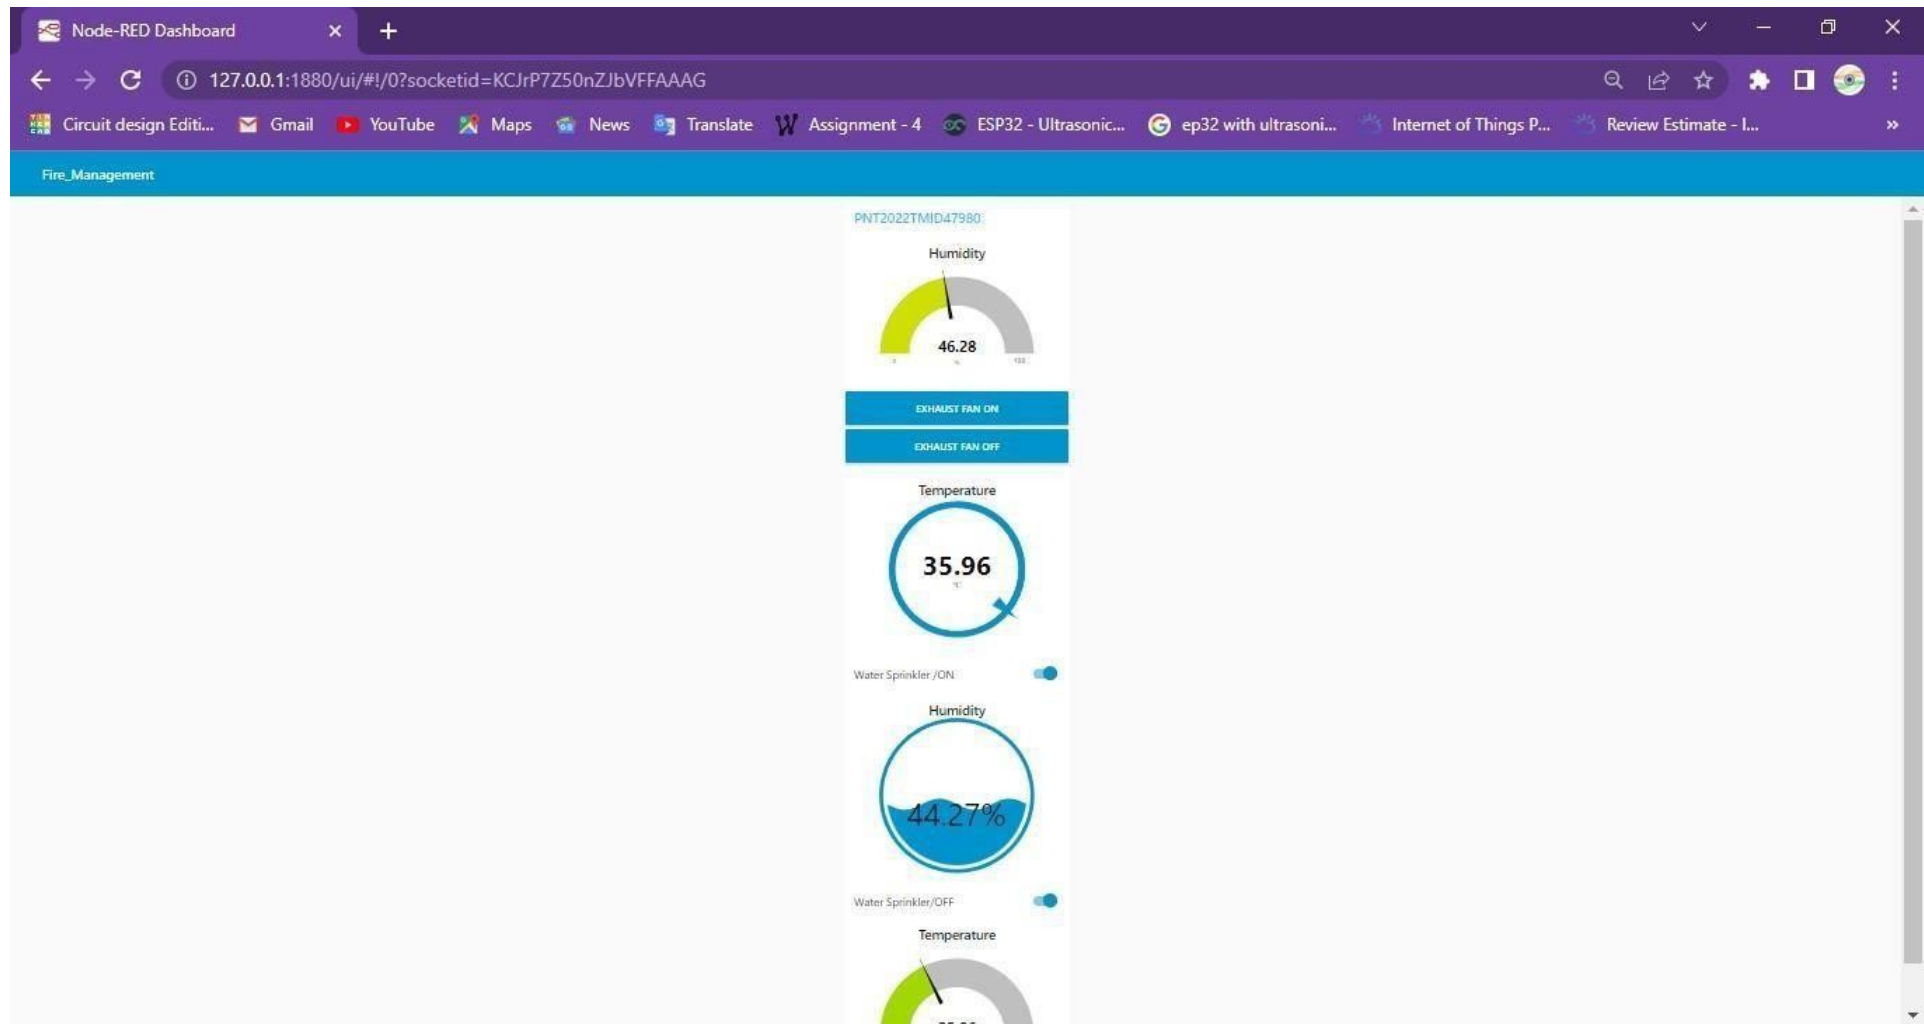 Node-RED Dashboard
127.0.0.1:1880/ui/#!/0?socketid=KCJrP7Z50nZJbVFFAAAG
Circuit design Editi... Gmail YouTube Maps News Translate Assignment - 4 ESP32 - Ultrasonic... ep32 with ultrasoni... Internet of Things P... Review Estimate - I... »
Fire_Management
PNT2022TMID47980
Humidity
46.28
%
EXHAUST FAN ON
EXHAUST FAN OFF
Temperature
35.96
°C
Water Sprinkler /ON
Humidity
44.27%
Water Sprinkler/OFF
Temperature